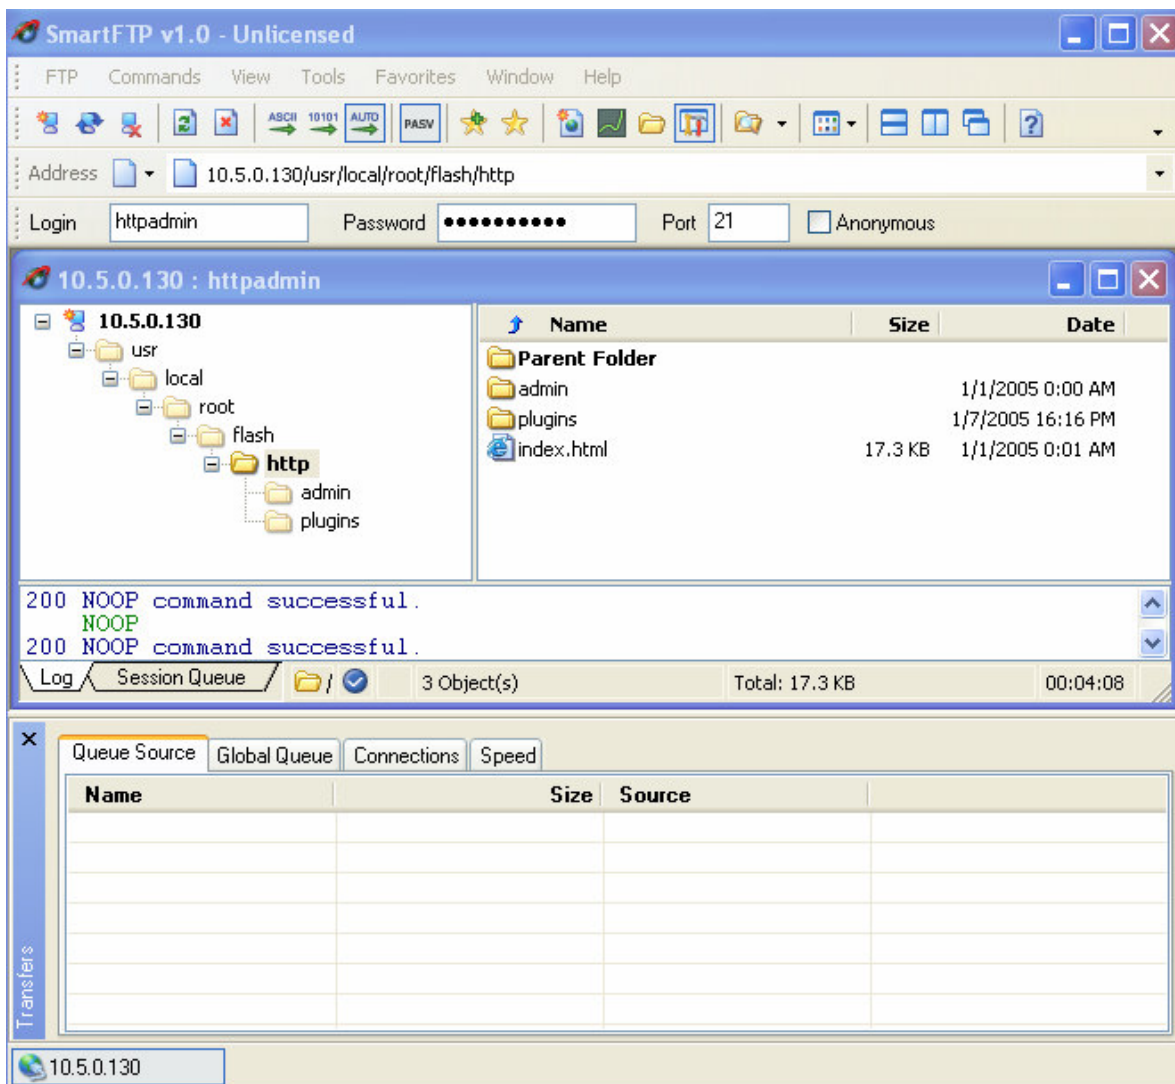 SmartFTP v1.0 - Unlicensed
FTP Commands View Tools Favorites Window Help
ASCII 10101 AUTO PASV
Address 10.5.0.130/usr/local/root/flash/http
Login httpadmin Password ●●●●●●●●●● Port 21 Anonymous
10.5.0.130 : httpadmin
10.5.0.130
usr
local
root
flash
http
admin
plugins
Name Size Date
Parent Folder
admin 1/1/2005 0:00 AM
plugins 1/7/2005 16:16 PM
index.html 17.3 KB 1/1/2005 0:01 AM
200 NOOP command successful.
NOOP
200 NOOP command successful.
Log Session Queue / 3 Object(s) Total: 17.3 KB 00:04:08
Queue Source Global Queue Connections Speed
Name Size Source
Transfers
10.5.0.130